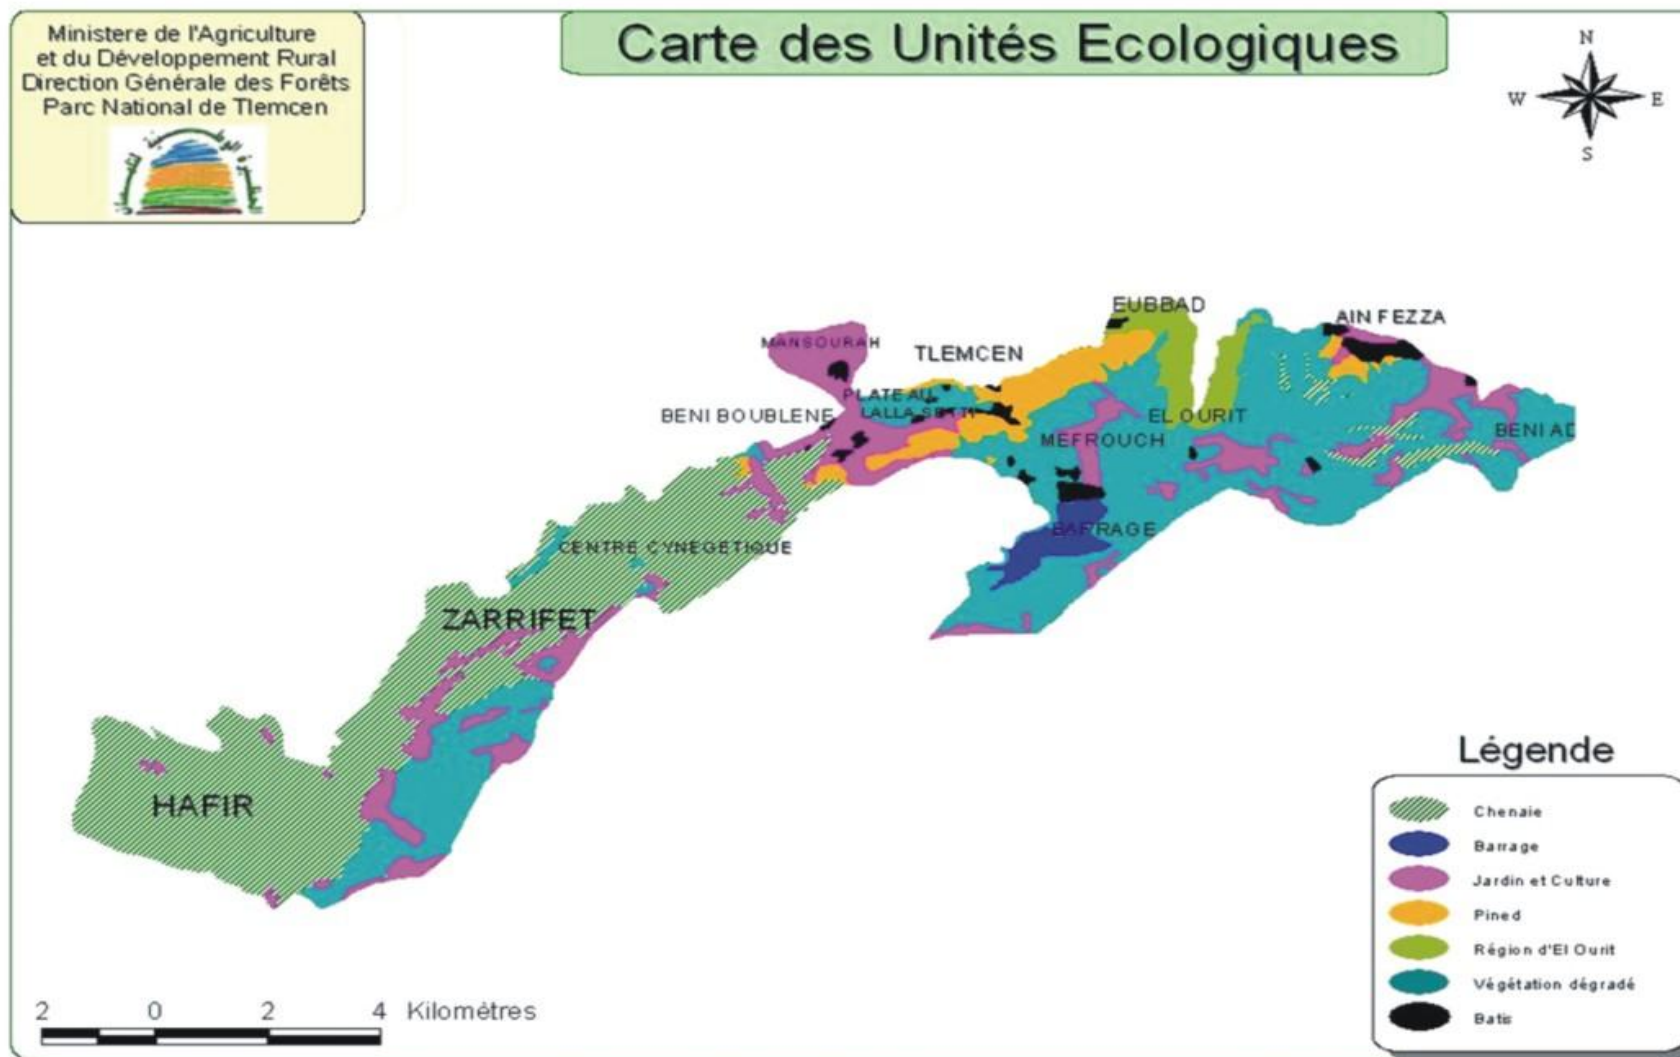 Ministere de l'Agriculture
et du Développement Rural
Direction Générale des Forêts
Parc National de Tlemcen
Carte des Unités Ecologiques
N
W E
S
EUBBAD
AIN FEZZA
MANSOURAH
TLEMCEN
PLATEAU
LALLA SETTI
BENI BOUBLENE
EL OURIT
MEFROUCH
BENI AD
BARRAGE
CENTRE CYNEGETIQUE
ZARRIFET
HAFIR
Légende
Chenaie
Barrage
Jardin et Culture
Pined
Région d'El Ourit
Végétation dégradé
Batis
2 0 2 4 Kilométres